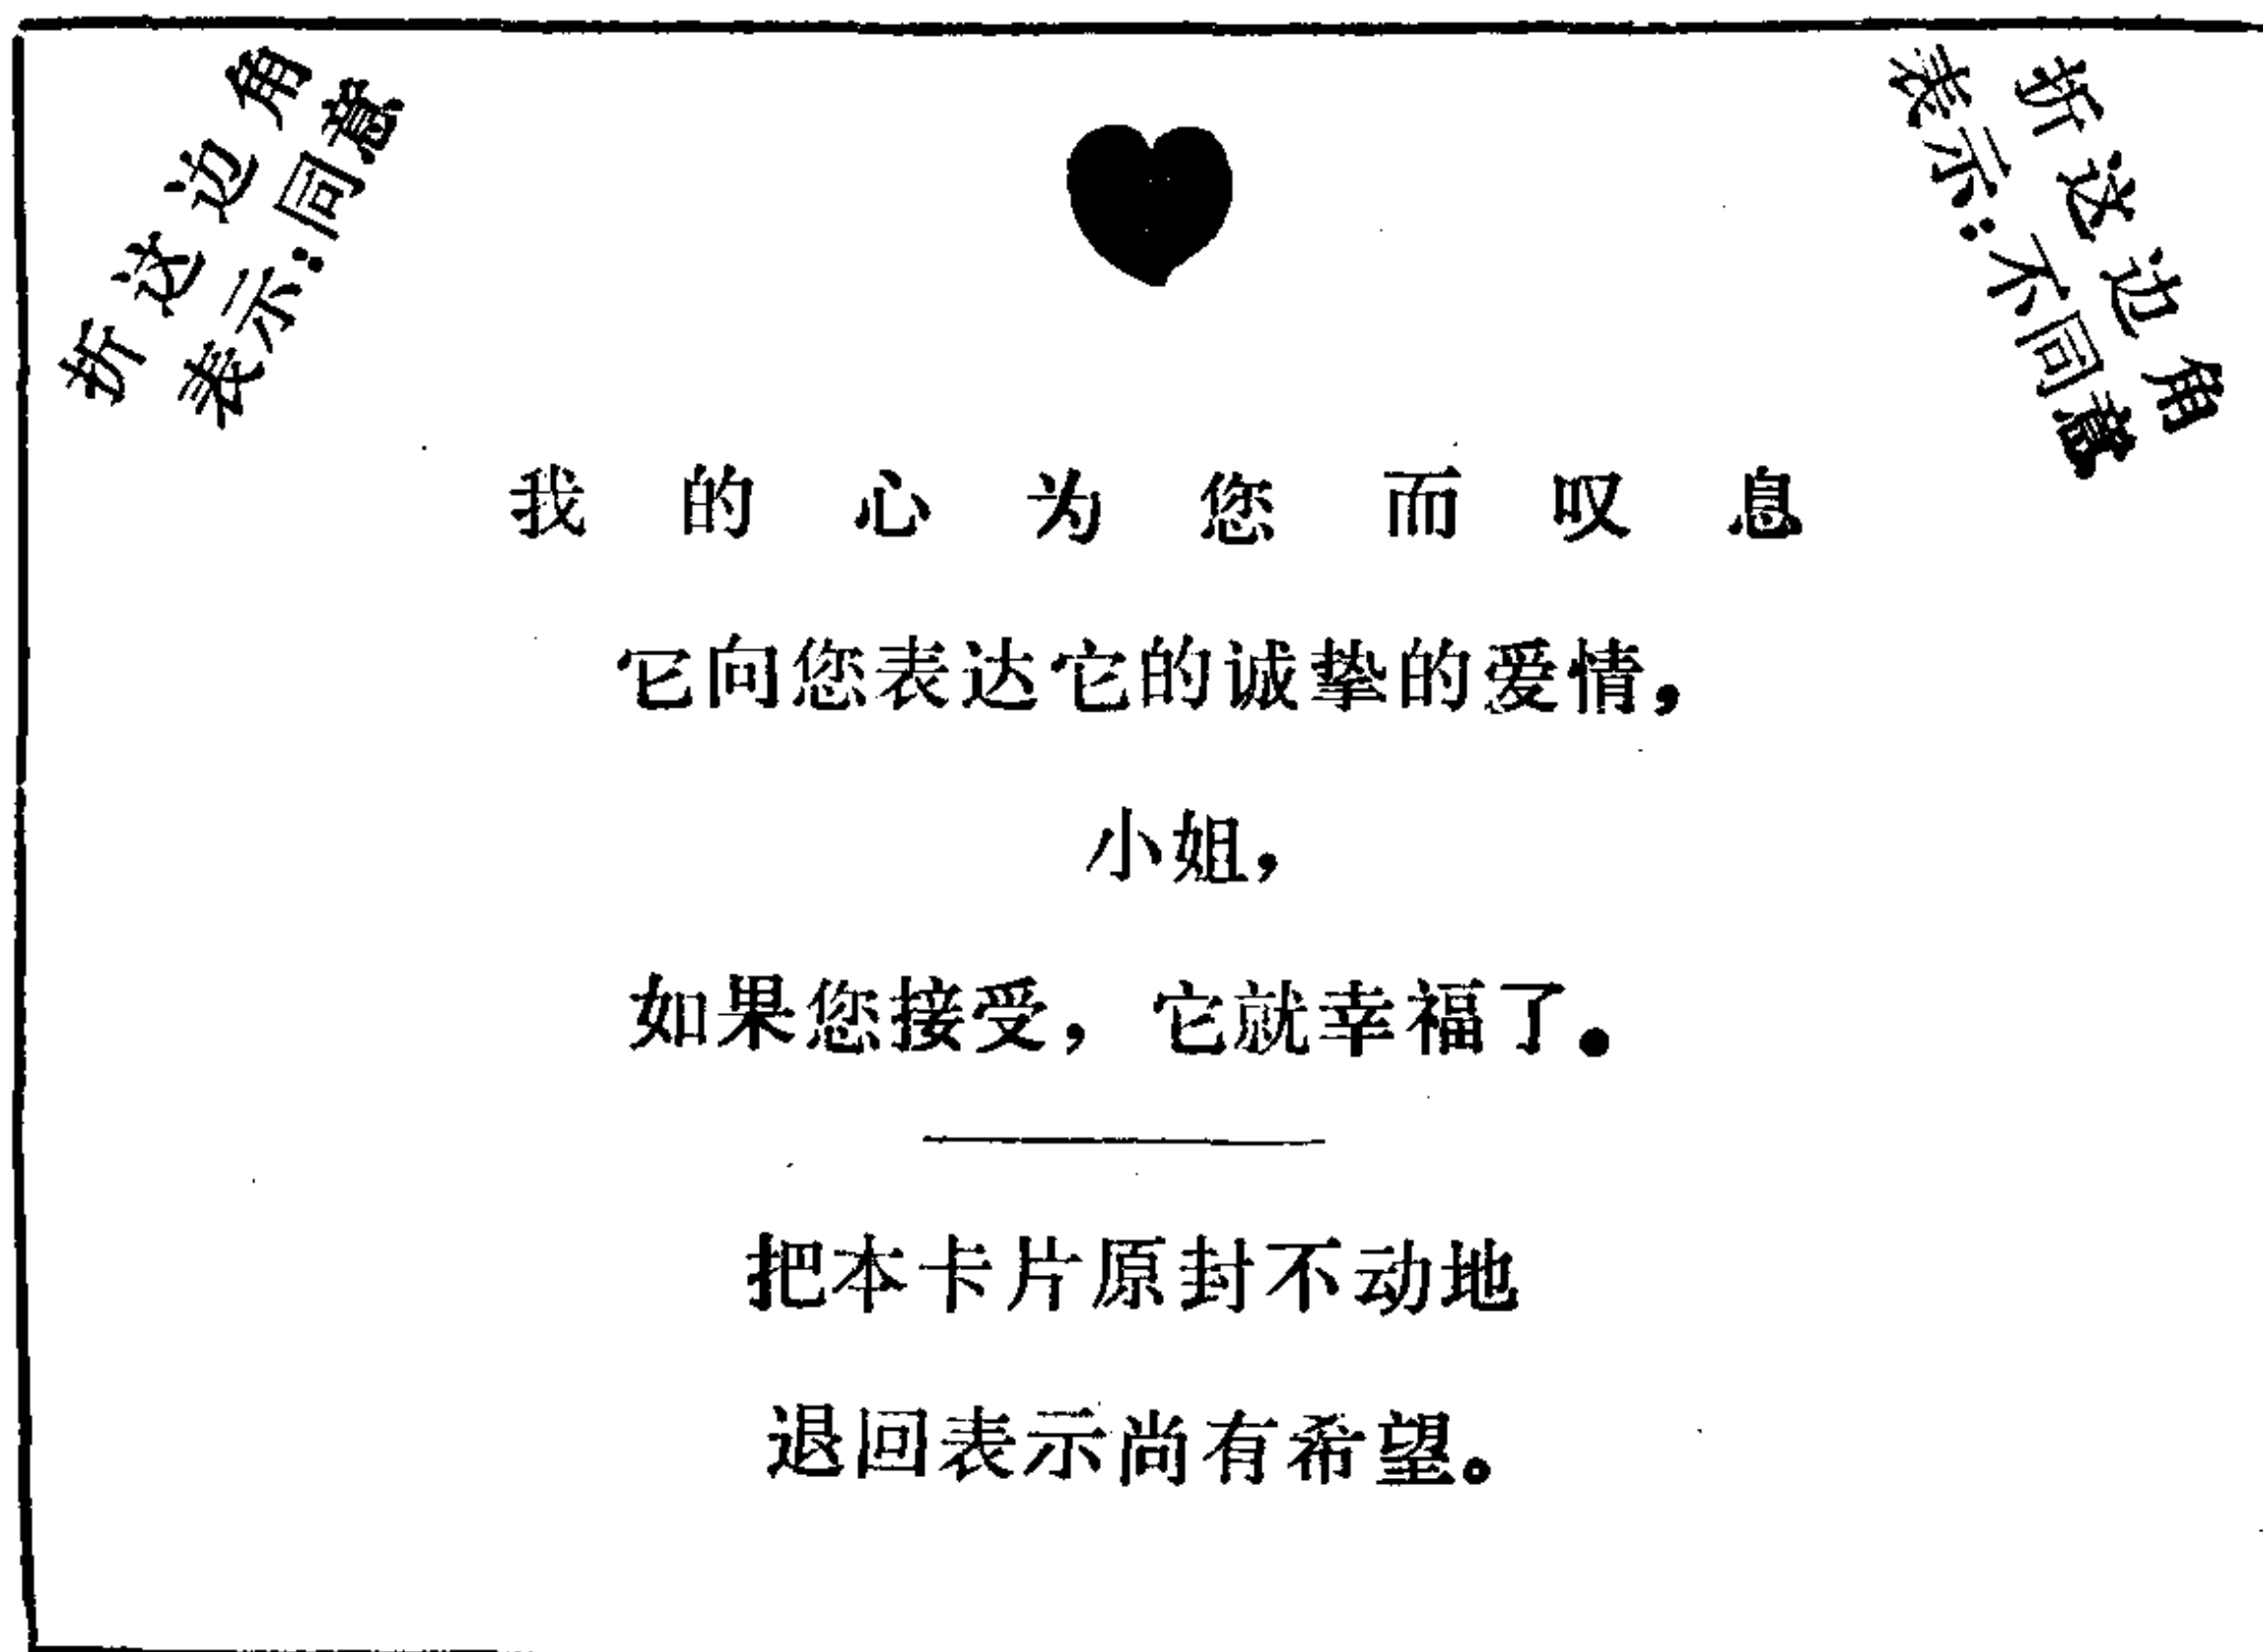 折这边角
表示:同意
折这边角
表示:不同意
我的心为您而叹息
它向您表达它的诚挚的爱情,
小姐,
如果您接受,它就幸福了。
把本卡片原封不动地
退回表示尚有希望。